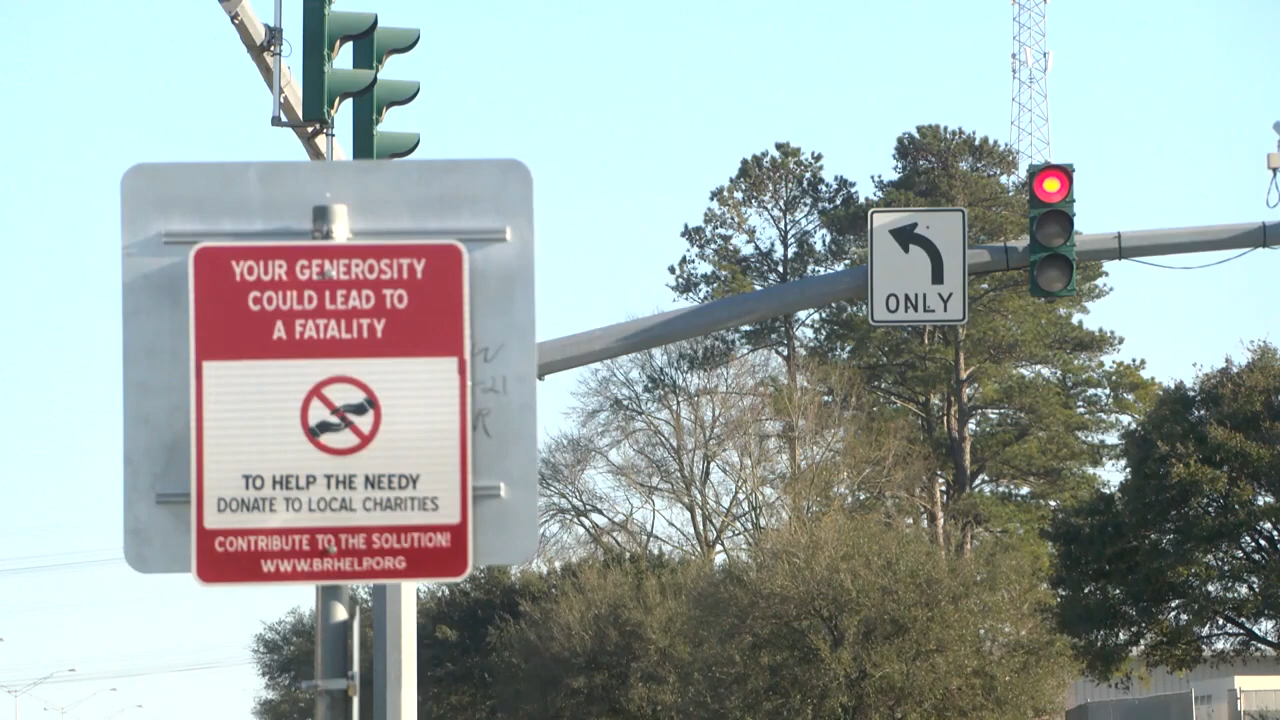 YOUR GENEROSITY
COULD LEAD TO
A FATALITY
TO HELP THE NEEDY
DONATE TO LOCAL CHARITIES
CONTRIBUTE TO THE SOLUTION!
WWW.BRHELP.ORG
ONLY